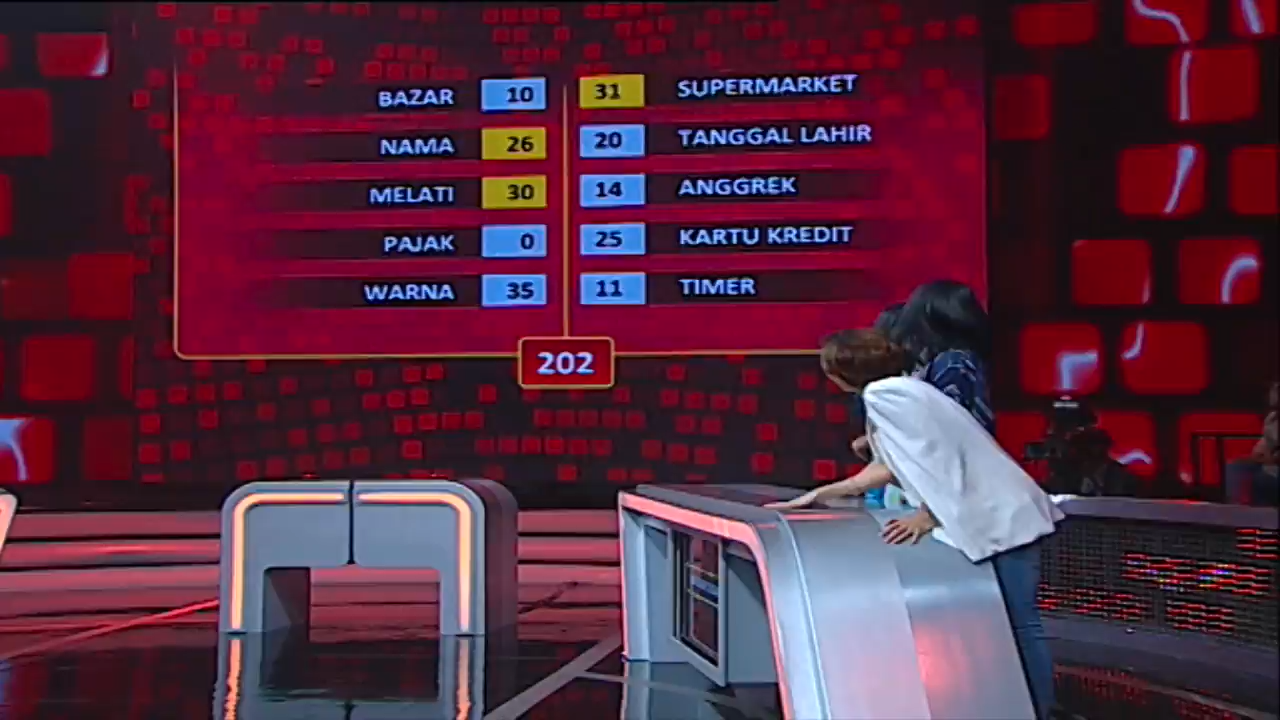 BAZAR 10 31 SUPERMARKET
NAMA 26 20 TANGGAL LAHIR
MELATI 30 14 ANGGREK
PAJAK 0 25 KARTU KREDIT
WARNA 35 11 TIMER
202